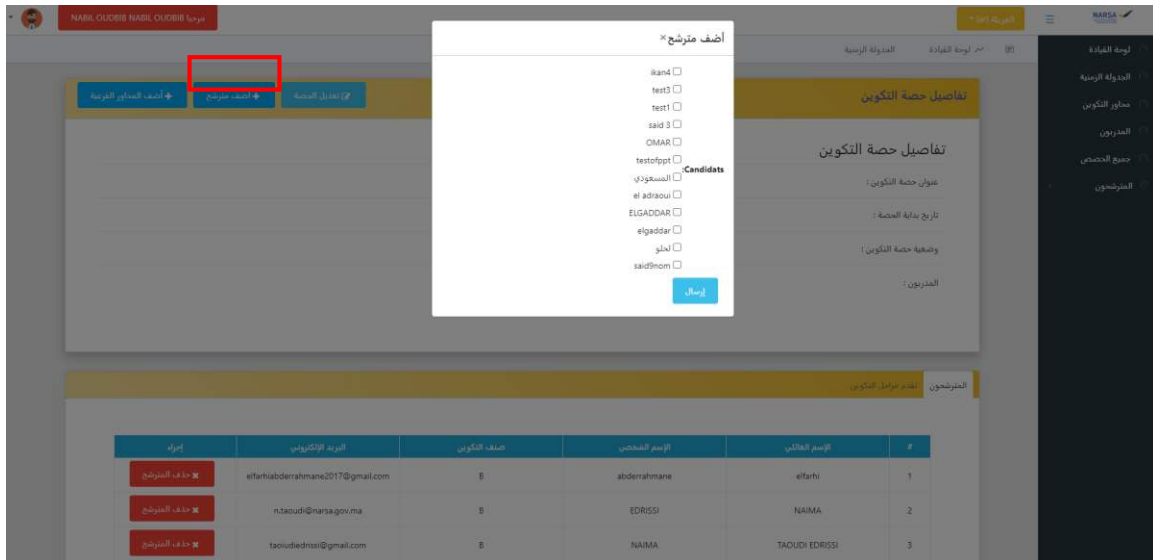 NARSA
العربية (ar)
مرحبا NABIL OUDBIB NABIL OUDBIB
لوحة القيادة
الجدولة الزمنية
محاور التكوين
المدربون
جميع الحصص
المترشحون
لوحة القيادة
الجدولة الزمنية
أضف مترشح ×
Candidats:
ikan4
test3
test1
said 3
OMAR
testofppt
المسعودي
el adraoui
ELGADDAR
elgaddar
لحلو
said9nom
إرسال
تفاصيل حصة التكوين
تعديل الحصة
أضف مترشح
أضف المحاور الفرعية
تفاصيل حصة التكوين
عنوان حصة التكوين :
تاريخ بداية الحصة :
وضعية حصة التكوين :
المدربون :
المترشحون تقدم مراحل التكوين
# الإسم العائلي الإسم الشخصي صنف التكوين البريد الإلكتروني إجراء
1 elfarhi abderrahmane B elfarhiabderrahmane2017@gmail.com حذف المترشح
2 NAIMA EDRISSI B n.taoudi@narsa.gov.ma حذف المترشح
3 TAOUDI EDRISSI NAIMA B taoiudiedrissi@gmail.com حذف المترشح